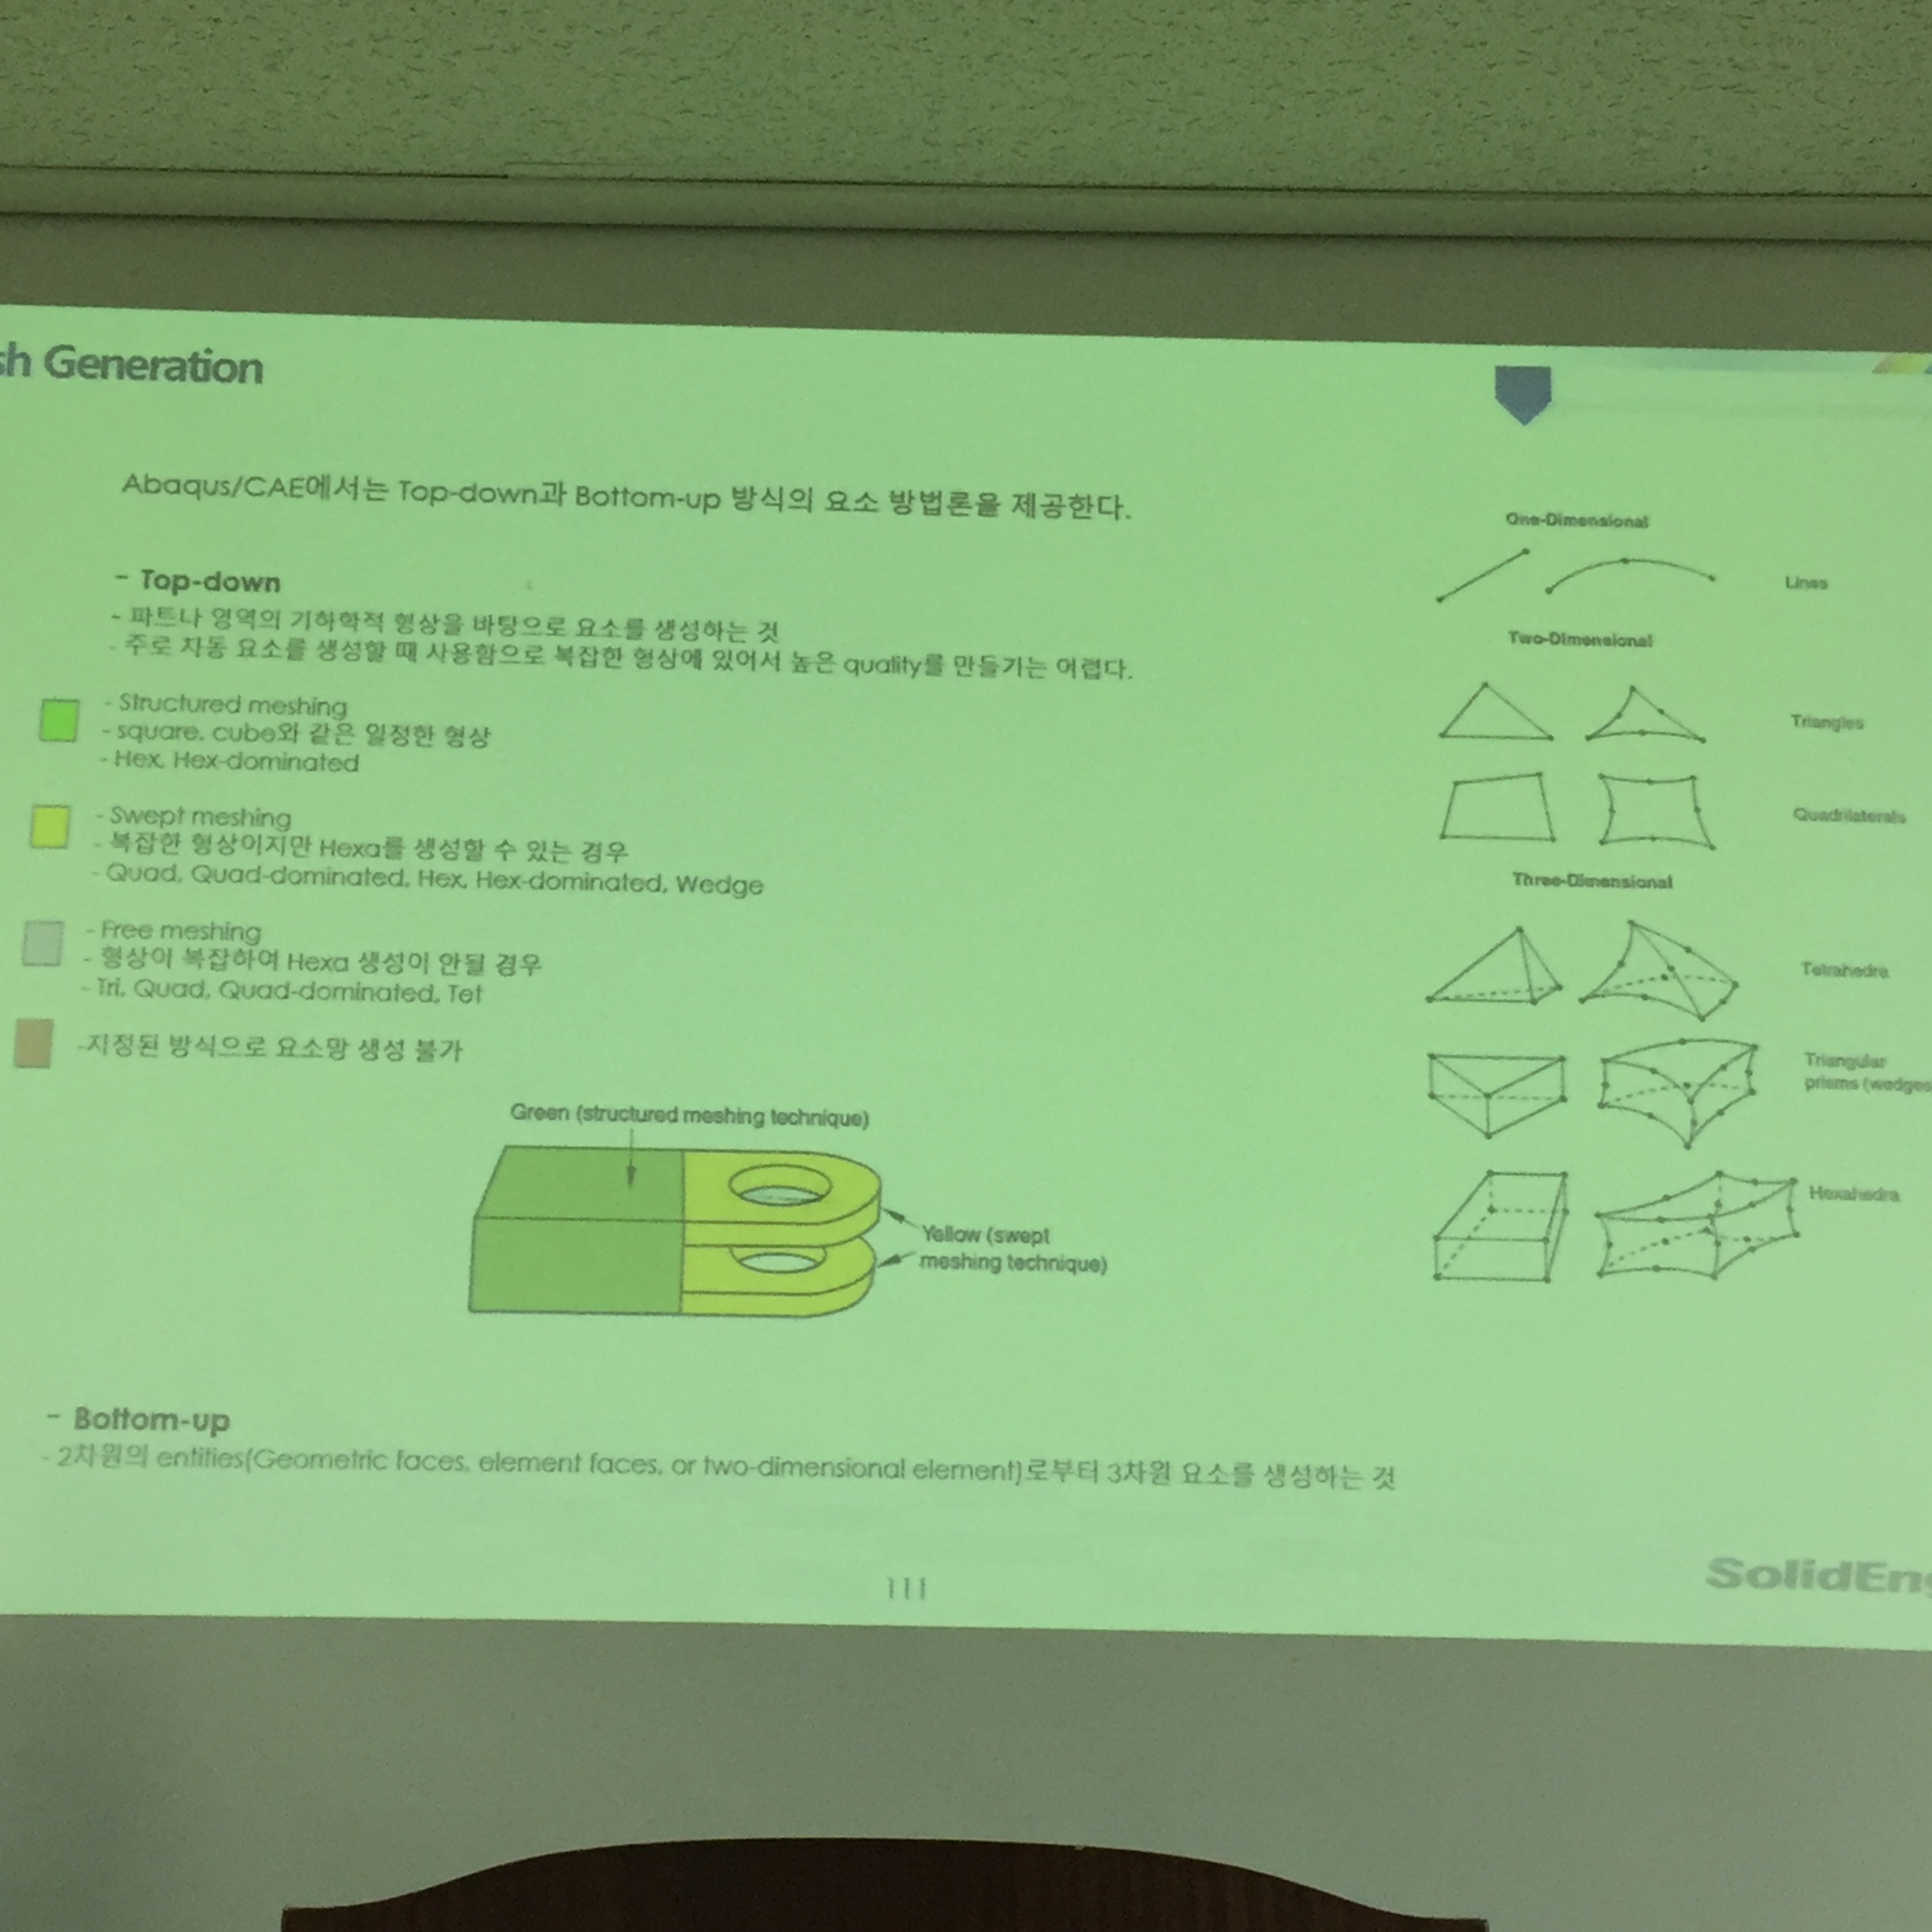 sh Generation
Abaqus/CAE에서는 Top-down과 Bottom-up 방식의 요소 방법론을 제공한다.
- Top-down
- 파트나 영역의 기하학적 형상을 바탕으로 요소를 생성하는 것
- 주로 자동 요소를 생성할 때 사용함으로 복잡한 형상에 있어서 높은 quality를 만들기는 어렵다.
- Structured meshing
- square, cube와 같은 일정한 형상
- Hex, Hex-dominated
- Swept meshing
- 복잡한 형상이지만 Hexa를 생성할 수 있는 경우
- Quad, Quad-dominated, Hex, Hex-dominated, Wedge
- Free meshing
- 형상이 복잡하여 Hexa 생성이 안될 경우
- Tri, Quad, Quad-dominated, Tet
-지정된 방식으로 요소망 생성 불가
Green (structured meshing technique)
Yellow (swept
meshing technique)
- Bottom-up
- 2차원의 entities(Geometric faces, element faces, or two-dimensional element)로부터 3차원 요소를 생성하는 것
One-Dimensional
Lines
Two-Dimensional
Triangles
Quadrilaterals
Three-Dimensional
Tetrahedra
Triangular
prisms (wedges
Hexahedra
111
SolidEng